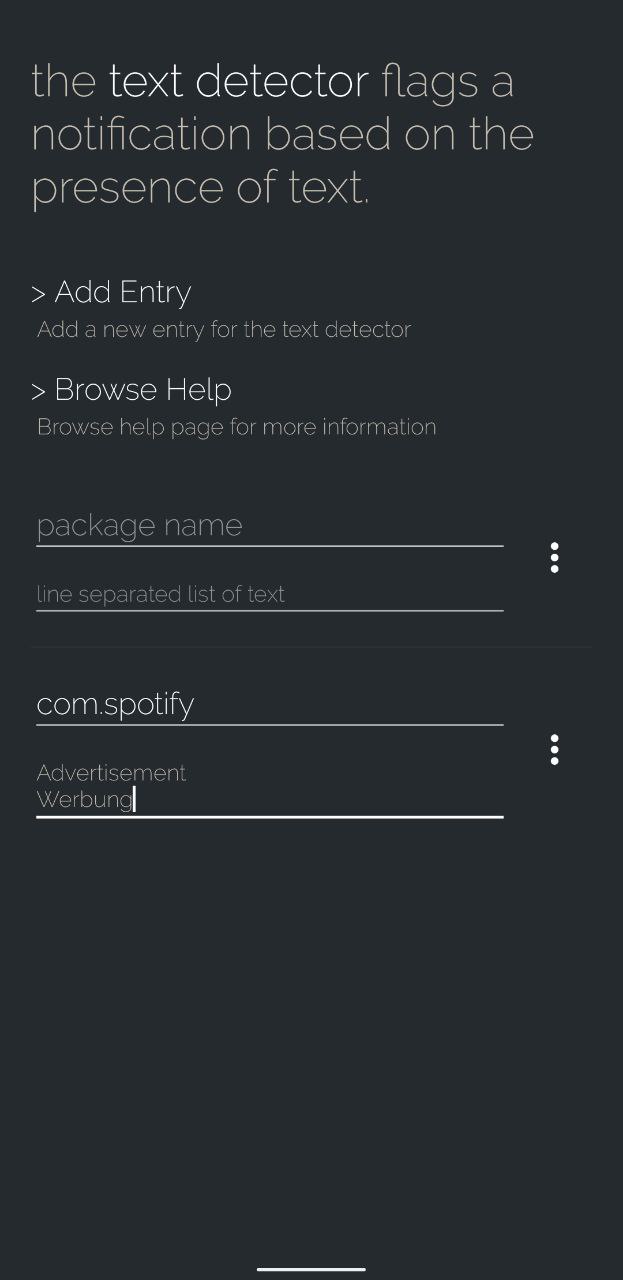 the text detector flags a
notification based on the
presence of text.
> Add Entry
Add a new entry for the text detector
> Browse Help
Browse help page for more information
package name
line separated list of text
com.spotify
Advertisement
Werbung